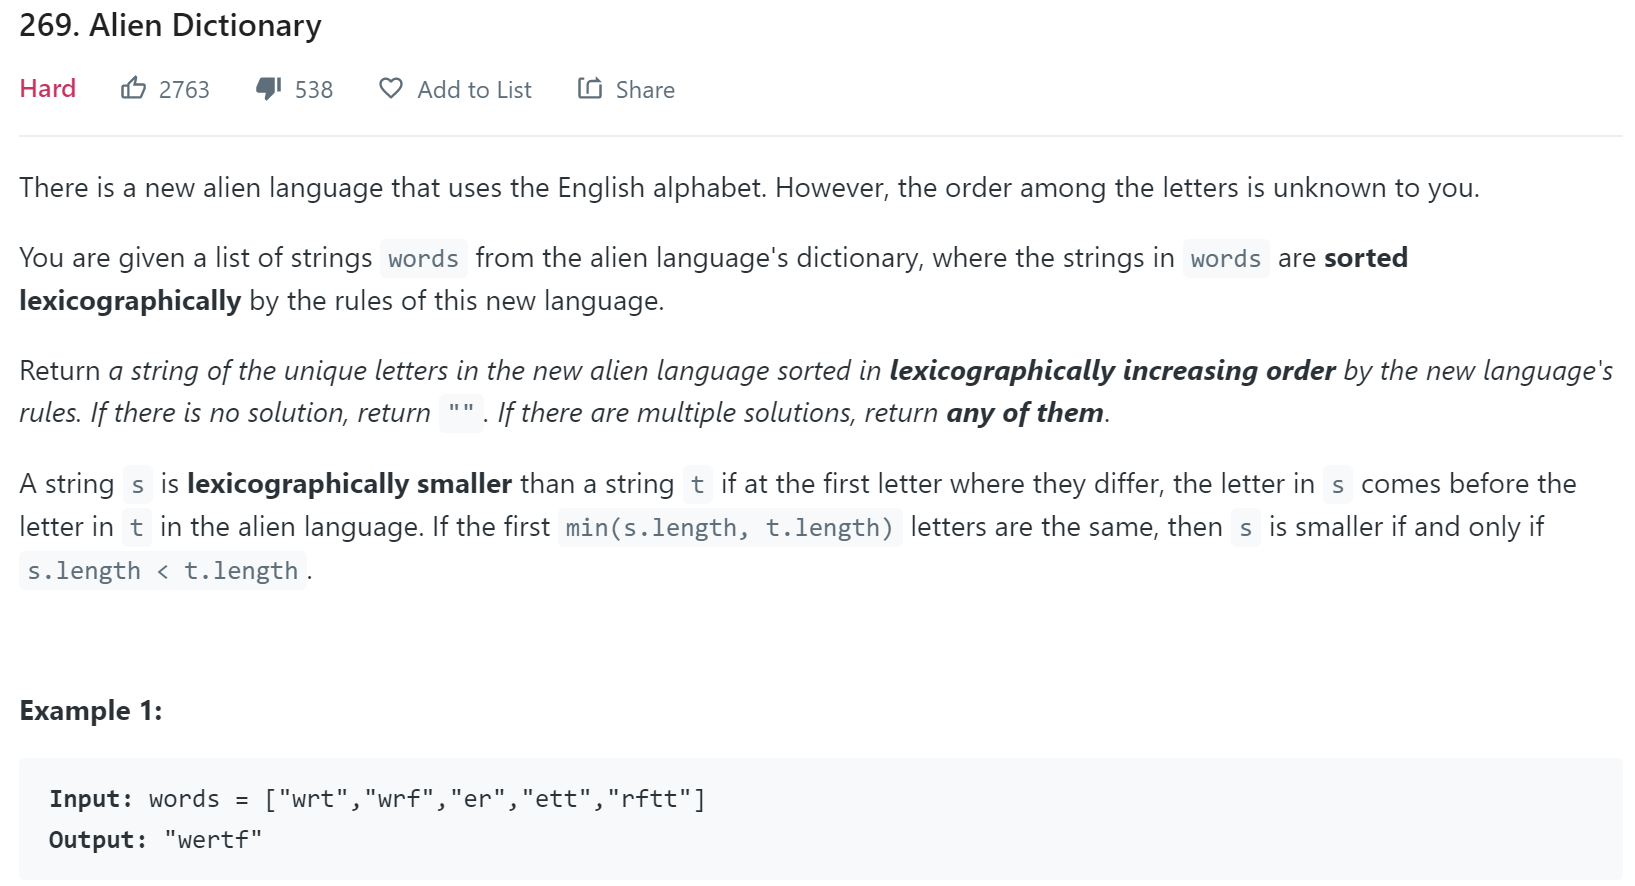 269. Alien Dictionary
Hard 2763 538 Add to List Share
There is a new alien language that uses the English alphabet. However, the order among the letters is unknown to you.
You are given a list of strings words from the alien language's dictionary, where the strings in words are sorted
lexicographically by the rules of this new language.
Return a string of the unique letters in the new alien language sorted in lexicographically increasing order by the new language's
rules. If there is no solution, return "". If there are multiple solutions, return any of them.
A string s is lexicographically smaller than a string t if at the first letter where they differ, the letter in s comes before the
letter in t in the alien language. If the first min(s.length, t.length) letters are the same, then s is smaller if and only if
s.length < t.length.
Example 1:
Input: words = ["wrt","wrf","er","ett","rftt"]
Output: "wertf"